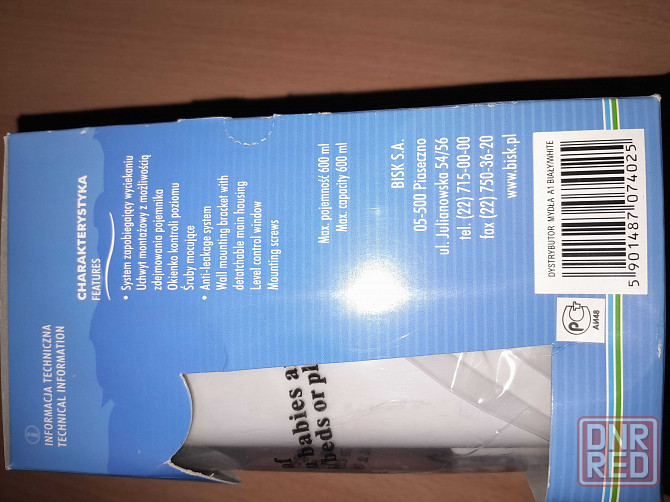 INFORMACJA TECHNICZNA
TECHNICAL INFORMATION
CHARAKTERYSTYKA
FEATURES
• System zapobiegający wyciekaniu
Uchwyt montażowy z możliwością
zdejmowania pojemnika
Okienko kontroli poziomu
Śruby mocujące
• Anti-leakage system
Wall mounting bracket with
detatchable main housing
Level control window
Mounting screws
Max. pojemność 600 ml
Max. capacity 600 ml
BISK S.A.
05-500 Piaseczno
ul. Julianowska 54/56
tel. (22) 715-00-00
fax (22) 750-36-20
www.bisk.pl
DYSTRYBUTOR MYDŁA A1 BIAŁY/WHITE
5 901487 074025
РСТ
АИ48
of
babies a
beds or pl
DNR
RED